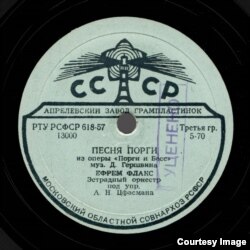 СССР
АПРЕЛЕВСКИЙ ЗАВОД ГРАМПЛАСТИНОК
РТУ РСФСР 618-57
Третья гр.
13000
5-70
УЦЕНЕНО
ПЕСНЯ ПОРГИ
из оперы «Порги и Бесс»
муз. Д. Гершвина
ЕФРЕМ ФЛАКС
Эстрадный оркестр
под упр.
А. Н Цфасмана
МОСКОВСКИЙ ОБЛАСТНОЙ СОВНАРХОЗ РСФСР
Courtesy Image